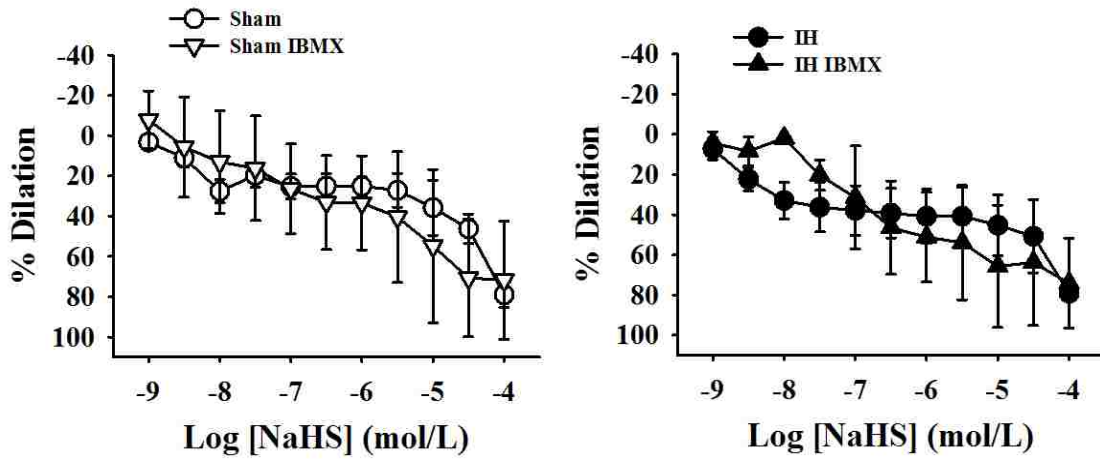 Sham
Sham IBMX
-40
-20
0
20
40
60
80
100
% Dilation
-9 -8 -7 -6 -5 -4
Log [NaHS] (mol/L)
IH
IH IBMX
-40
-20
0
20
40
60
80
100
% Dilation
-9 -8 -7 -6 -5 -4
Log [NaHS] (mol/L)